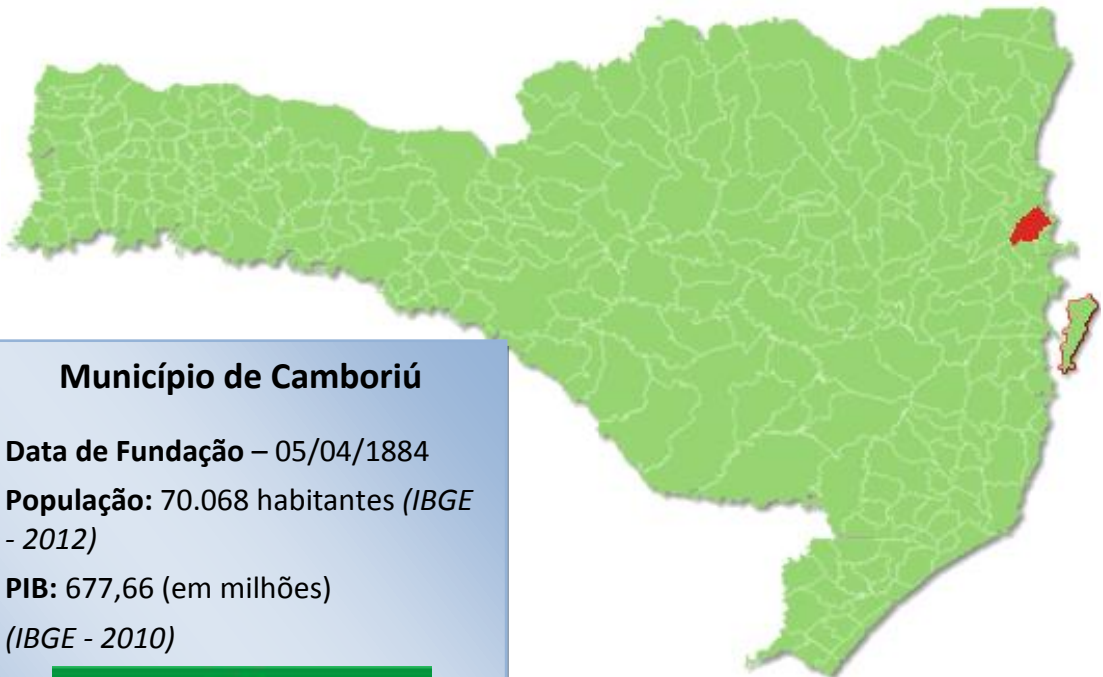 Município de Camboriú
Data de Fundação – 05/04/1884
População: 70.068 habitantes (IBGE
- 2012)
PIB: 677,66 (em milhões)
(IBGE - 2010)